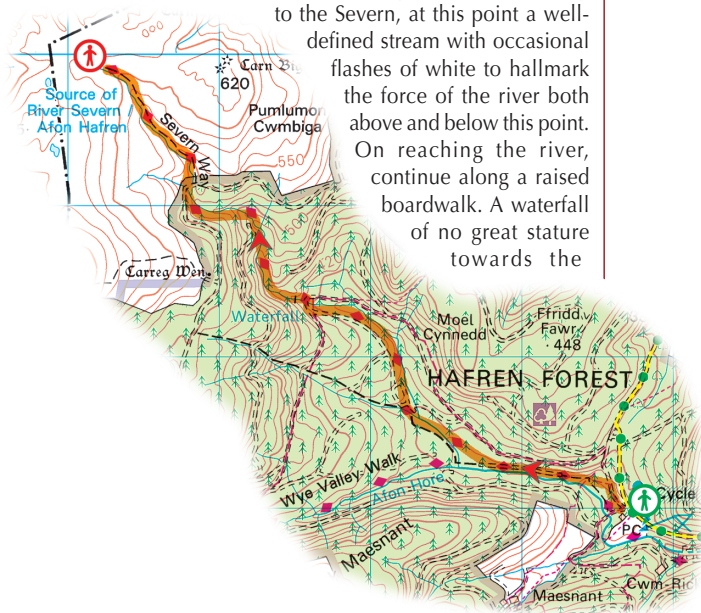 to the Severn, at this point a well-
defined stream with occasional
flashes of white to hallmark
the force of the river both
above and below this point.
On reaching the river,
continue along a raised
boardwalk. A waterfall
of no great stature
towards the
Carn
620
Source of
River Severn /
Afon Hafren
Pumlumon
Cwmbiga
Severn Way
550
Carreg Wen
Waterfall
Moel
Cynnedd
Ffridd
Fawr
448
HAFREN FOREST
Wye Valley Walk
Afon Hore
Maesnant
Cycle
PC
Maesnant